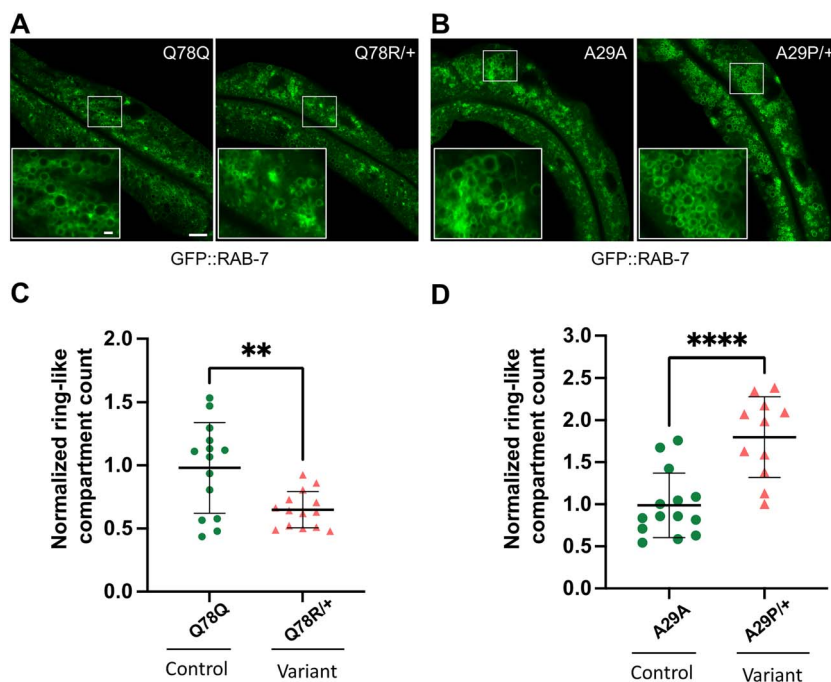 A
Q78Q
Q78R/+
GFP::RAB-7
B
A29A
A29P/+
GFP::RAB-7
C
Normalized ring-like
compartment count
2.0
1.5
1.0
0.5
0.0
**
Q78Q
Q78R/+
Control
Variant
D
Normalized ring-like
compartment count
3.0
2.5
2.0
1.5
1.0
0.5
0.0
****
A29A
A29P/+
Control
Variant